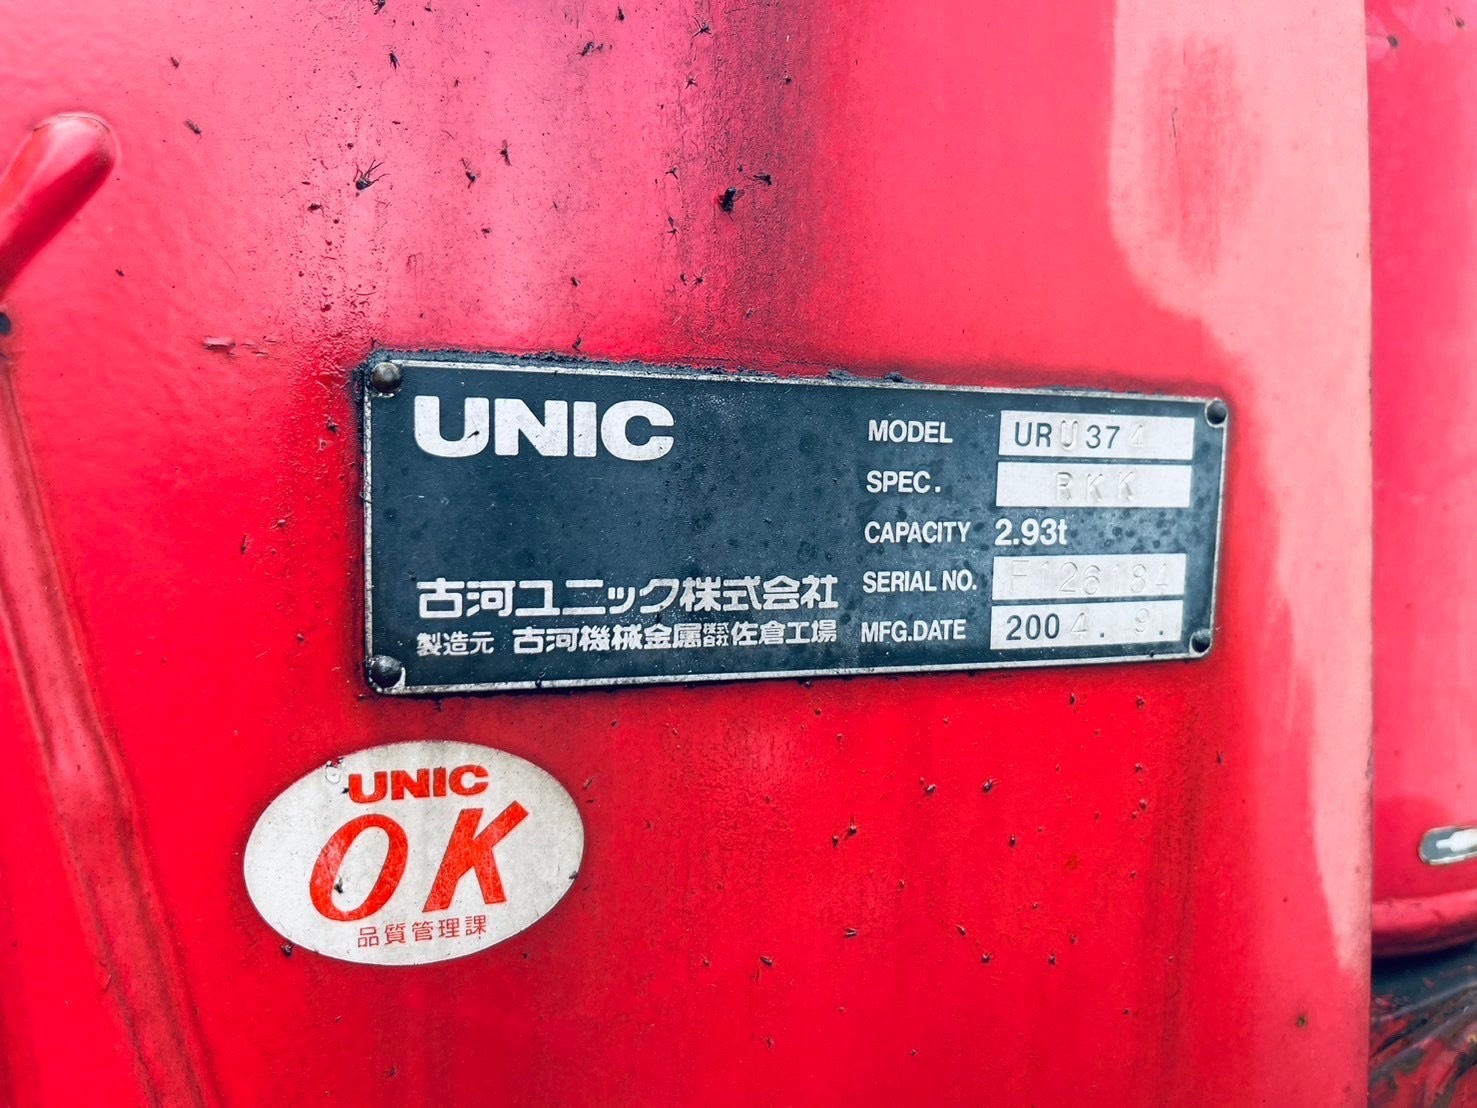 UNIC
MODEL URU374
SPEC. RKK
CAPACITY 2.93t
SERIAL NO. F126184
MFG.DATE 2004.9.
古河ユニック株式会社
製造元 古河機械金属株式会社佐倉工場
UNIC
OK
品質管理課